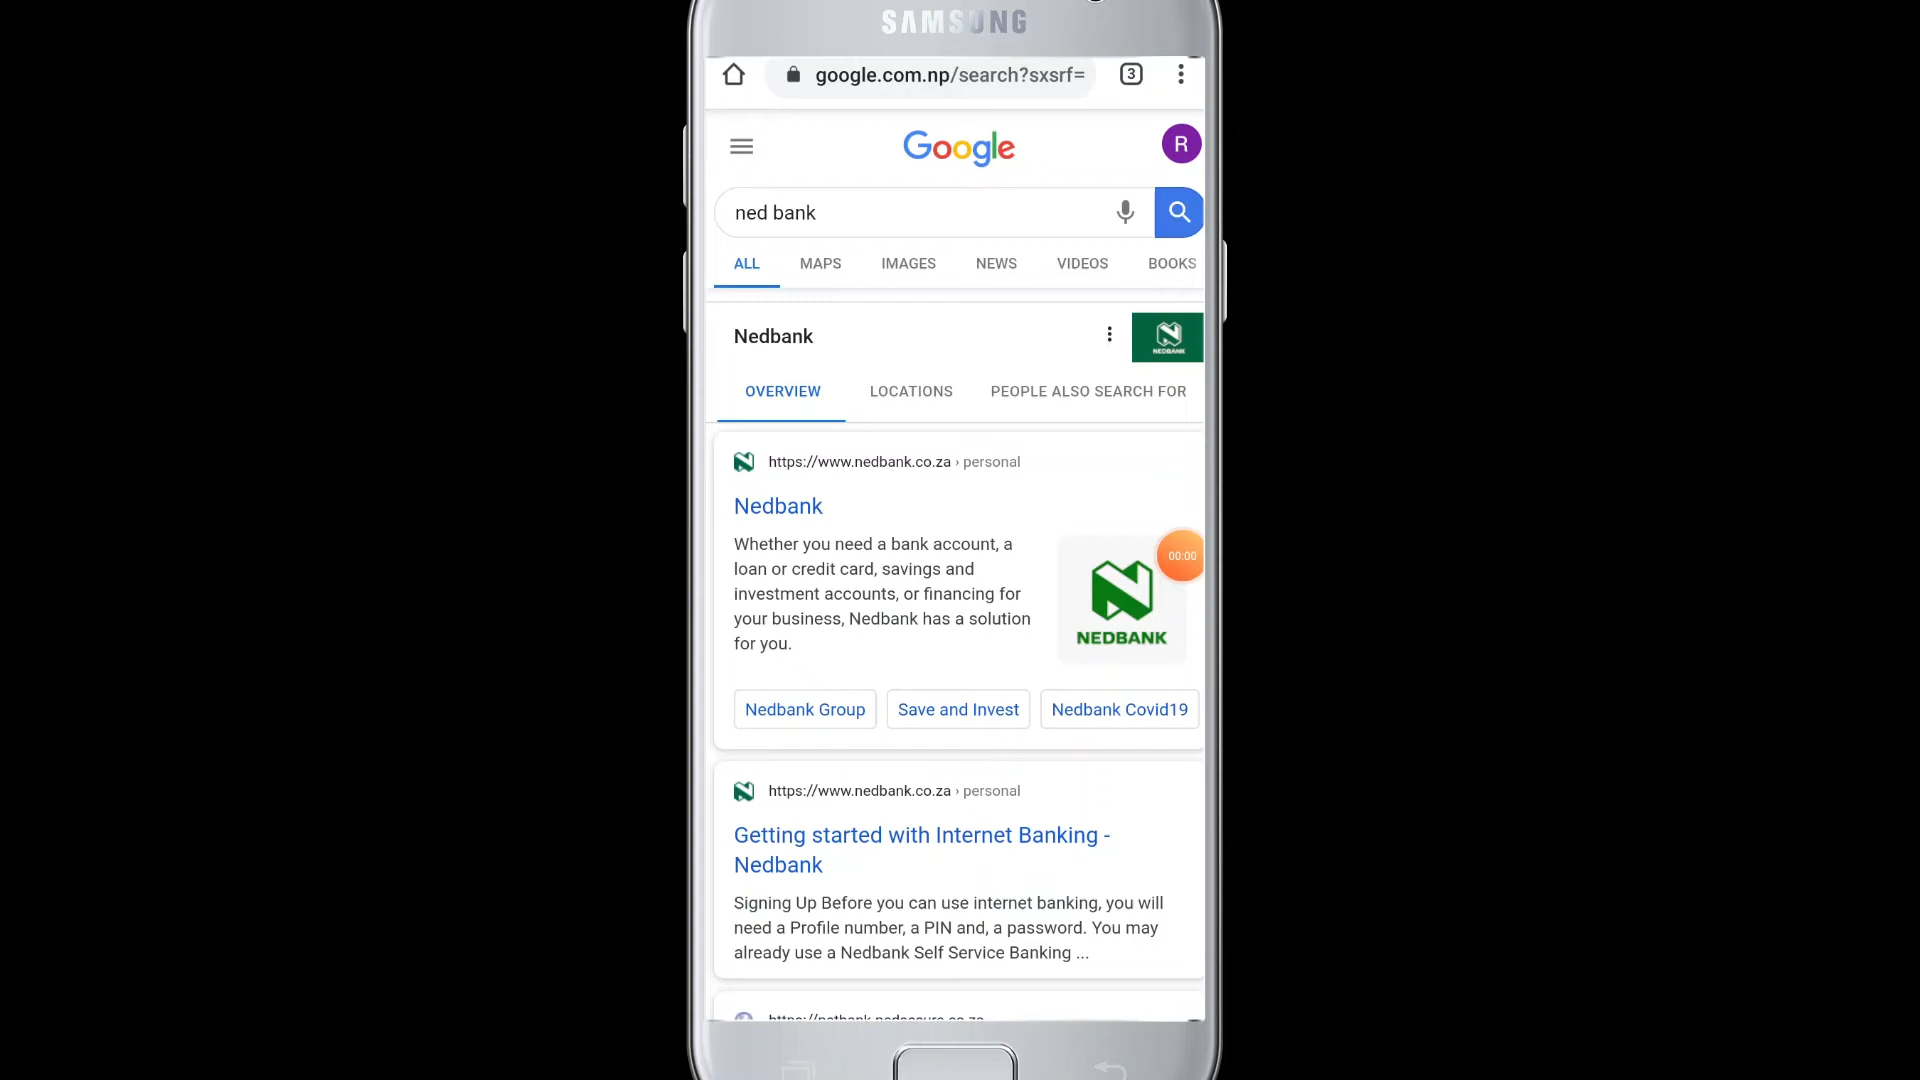 SAMSUNG
google.com.np/search?sxsrf=
3
Google
R
ned bank
ALL MAPS IMAGES NEWS VIDEOS BOOKS
Nedbank
NEDBANK
OVERVIEW LOCATIONS PEOPLE ALSO SEARCH FOR
https://www.nedbank.co.za › personal
Nedbank
Whether you need a bank account, a
loan or credit card, savings and
investment accounts, or financing for
your business, Nedbank has a solution
for you.
00:00
NEDBANK
Nedbank Group Save and Invest Nedbank Covid19
https://www.nedbank.co.za › personal
Getting started with Internet Banking -
Nedbank
Signing Up Before you can use internet banking, you will
need a Profile number, a PIN and, a password. You may
already use a Nedbank Self Service Banking ...